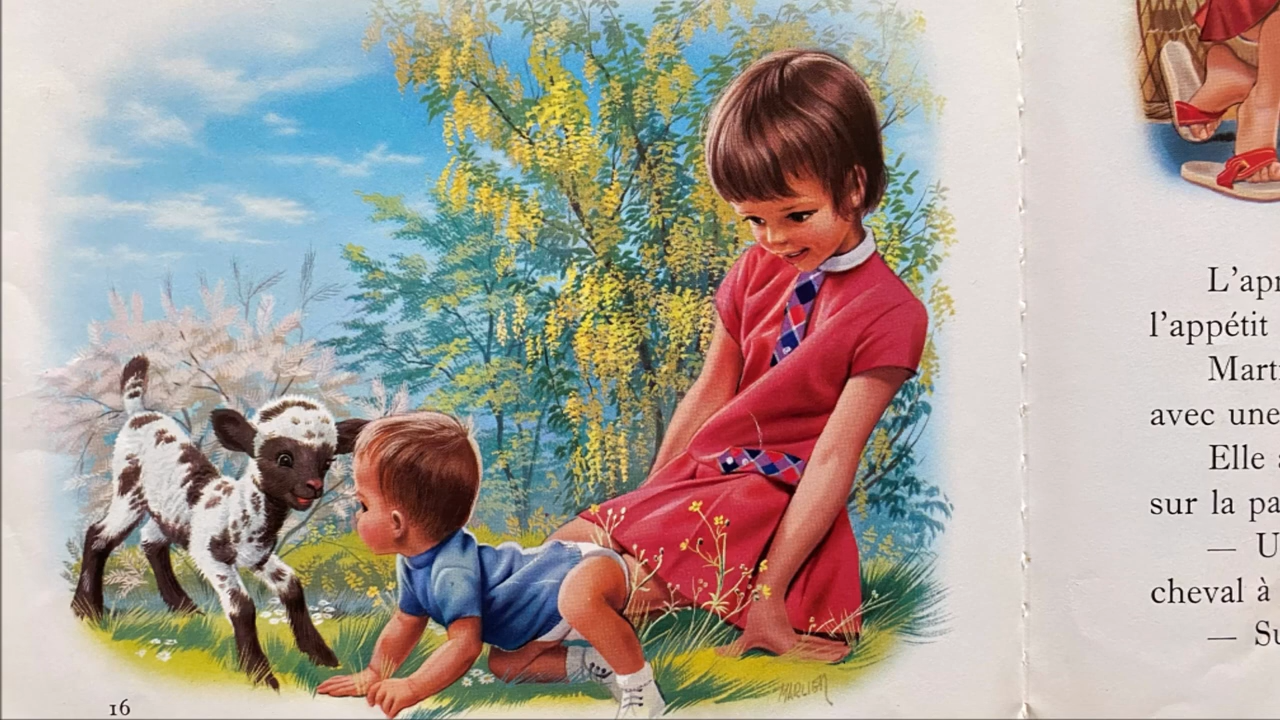 MARLIER
16
L'apr
l'appétit
Mart
avec une
Elle
sur la pa
— U
cheval à
— Su